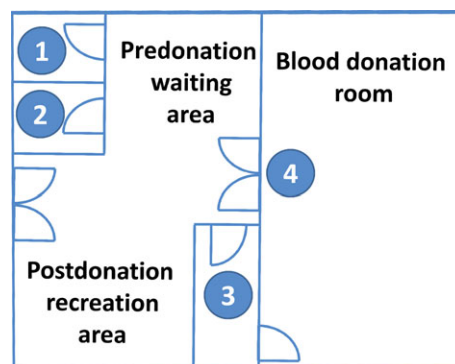 1
2
Predonation
waiting
area
Blood donation
room
4
Postdonation
recreation
area
3